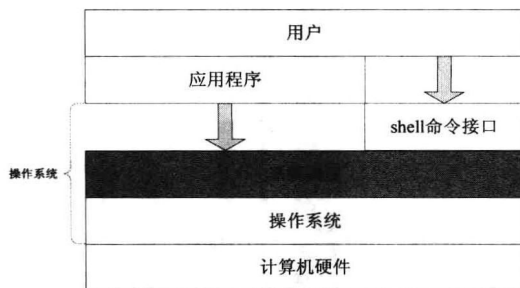 用户
应用程序
shell命令接口
操作系统
操作系统
计算机硬件